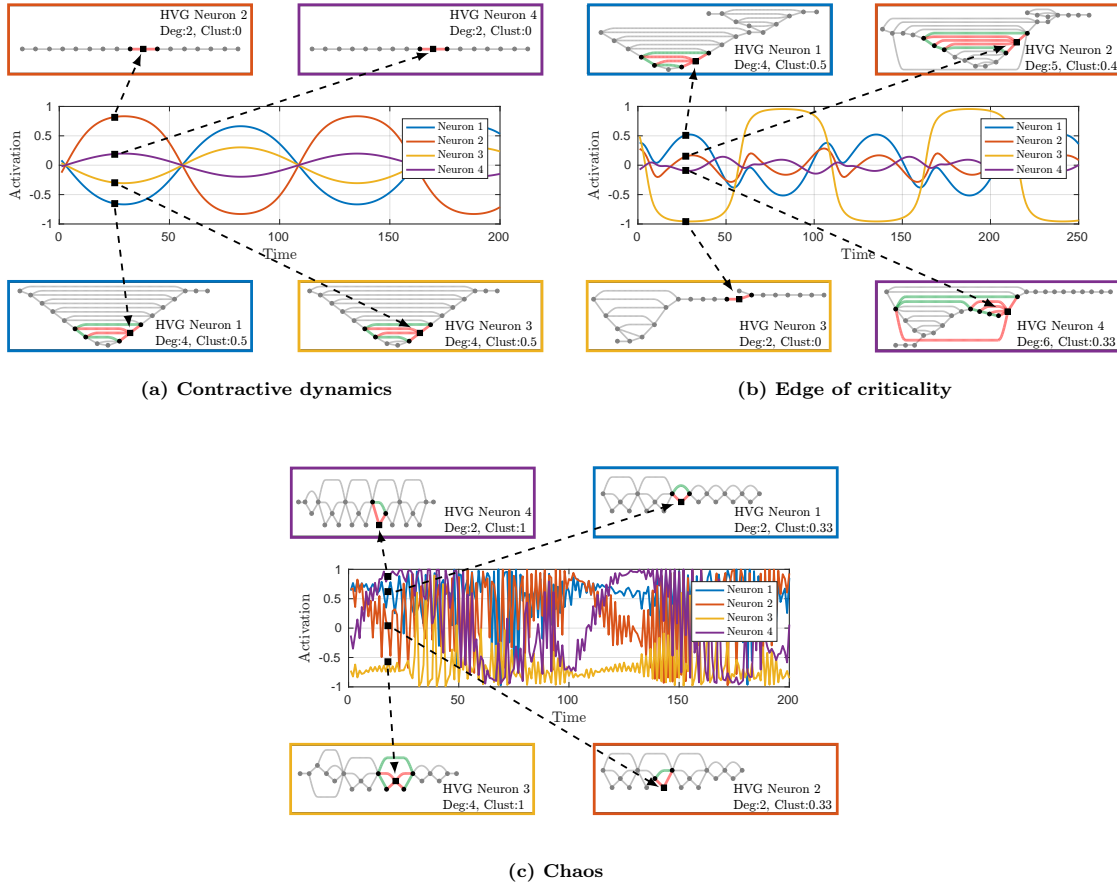 HVG Neuron 2
Deg:2, Clust:0
HVG Neuron 4
Deg:2, Clust:0
Activation
1
0.5
0
-0.5
-1
0
50
100
150
200
Time
Neuron 1
Neuron 2
Neuron 3
Neuron 4
HVG Neuron 1
Deg:4, Clust:0.5
HVG Neuron 3
Deg:4, Clust:0.5
(a) Contractive dynamics
HVG Neuron 1
Deg:4, Clust:0.5
HVG Neuron 2
Deg:5, Clust:0.4
Activation
1
0.5
0
-0.5
-1
0
50
100
150
200
250
Time
Neuron 1
Neuron 2
Neuron 3
Neuron 4
HVG Neuron 3
Deg:2, Clust:0
HVG Neuron 4
Deg:6, Clust:0.33
(b) Edge of criticality
HVG Neuron 4
Deg:2, Clust:1
HVG Neuron 1
Deg:2, Clust:0.33
Activation
1
0.5
0
-0.5
-1
0
50
100
150
200
Time
Neuron 1
Neuron 2
Neuron 3
Neuron 4
HVG Neuron 3
Deg:4, Clust:1
HVG Neuron 2
Deg:2, Clust:0.33
(c) Chaos